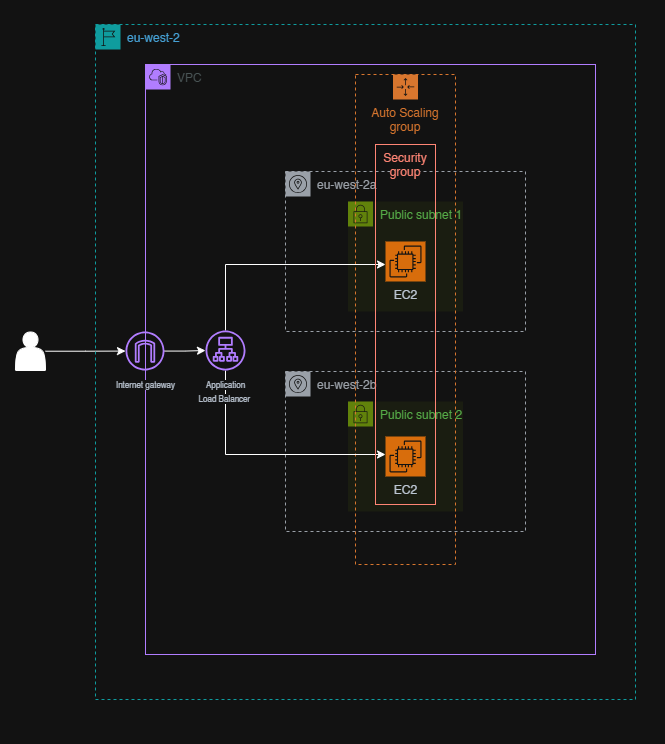 eu-west-2
VPC
Auto Scaling
group
Security
group
eu-west-2a
Public subnet 1
EC2
Internet gateway
Application
Load Balancer
eu-west-2b
Public subnet 2
EC2